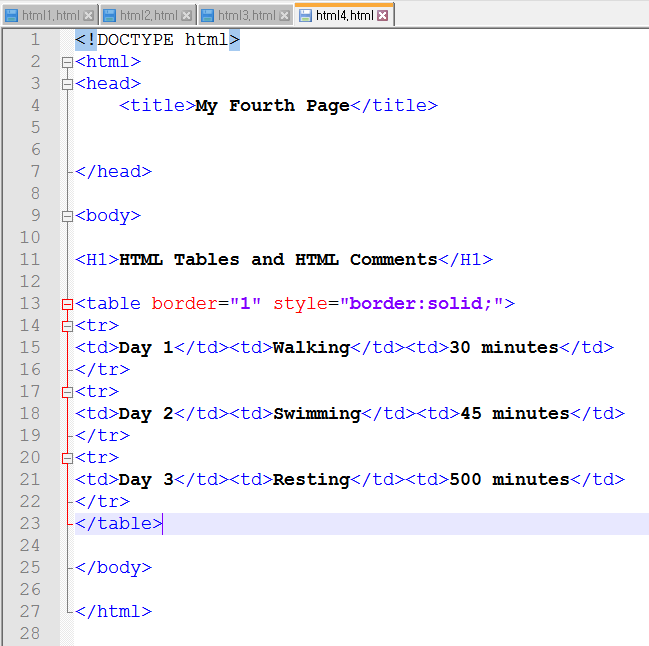 html1.html html2.html html3.html html4.html
1 <!DOCTYPE html>
2 <html>
3 <head>
4 <title>My Fourth Page</title>
5
6
7 </head>
8
9 <body>
10
11 <H1>HTML Tables and HTML Comments</H1>
12
13 <table border="1" style="border:solid;">
14 <tr>
15 <td>Day 1</td><td>Walking</td><td>30 minutes</td>
16 </tr>
17 <tr>
18 <td>Day 2</td><td>Swimming</td><td>45 minutes</td>
19 </tr>
20 <tr>
21 <td>Day 3</td><td>Resting</td><td>500 minutes</td>
22 </tr>
23 </table>
24
25 </body>
26
27 </html>
28